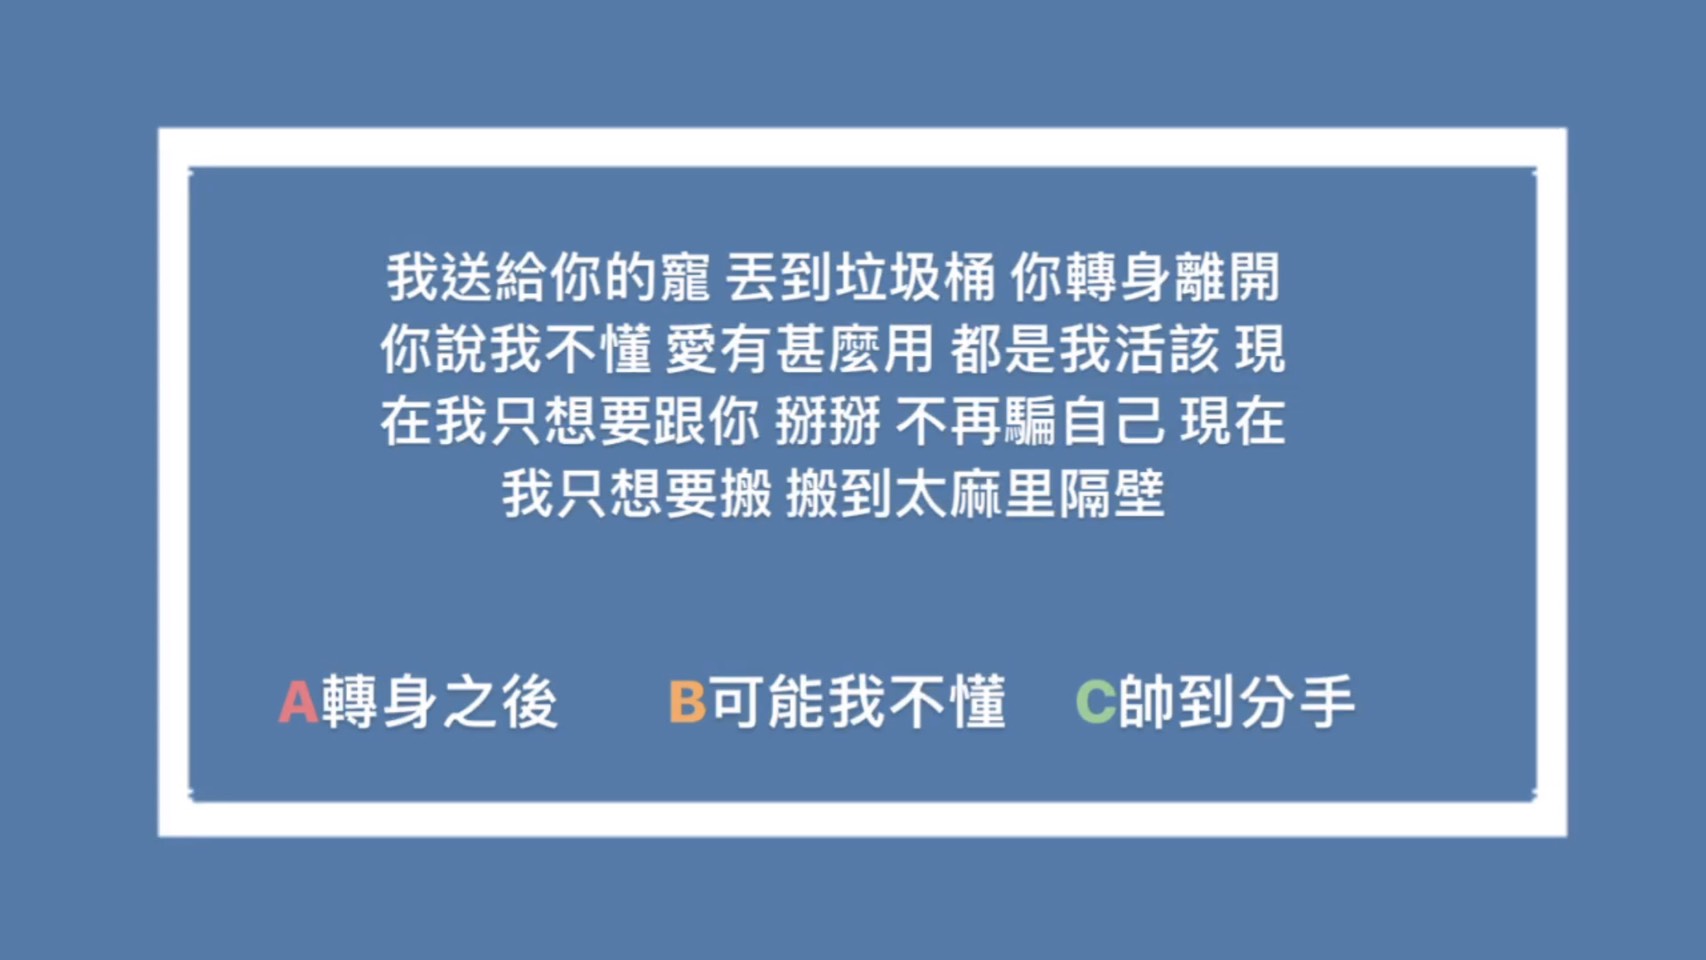 我送給你的寵 丟到垃圾桶 你轉身離開
你說我不懂 愛有甚麼用 都是我活該 現
在我只想要跟你 掰掰 不再騙自己 現在
我只想要搬 搬到太麻里隔壁
A轉身之後 B可能我不懂 C帥到分手